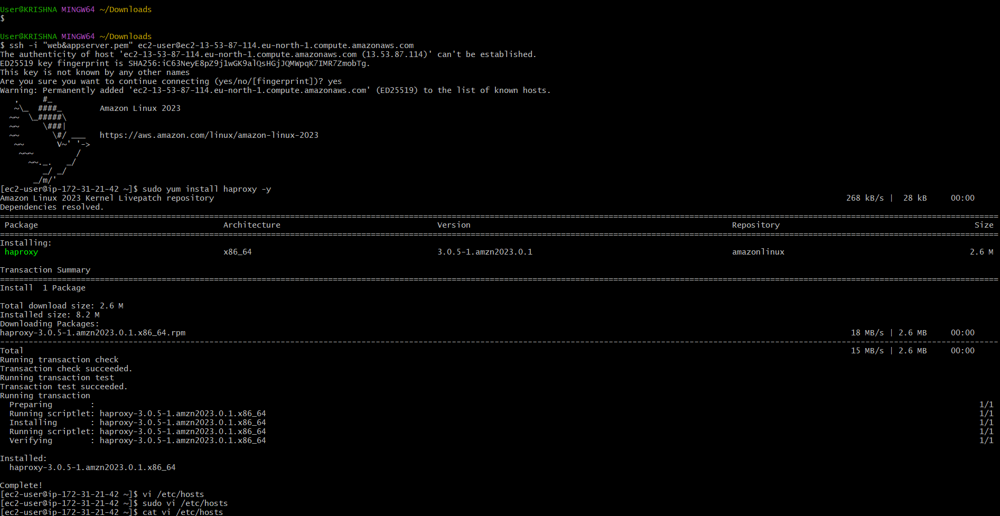 User@KRISHNA MINGW64 ~/Downloads
$
User@KRISHNA MINGW64 ~/Downloads
$ ssh -i "web&appserver.pem" ec2-user@ec2-13-53-87-114.eu-north-1.compute.amazonaws.com
The authenticity of host 'ec2-13-53-87-114.eu-north-1.compute.amazonaws.com (13.53.87.114)' can't be established.
ED25519 key fingerprint is SHA256:iC63NeyE8pZ9j1wGK9alQsHGjJQMWpqK7IMR7ZmobTg.
This key is not known by any other names
Are you sure you want to continue connecting (yes/no/[fingerprint])? yes
Warning: Permanently added 'ec2-13-53-87-114.eu-north-1.compute.amazonaws.com' (ED25519) to the list of known hosts.
   ,     #_
   ~\_  ####_        Amazon Linux 2023
  ~~  \_#####\
  ~~     \###|
  ~~       \#/ ___   https://aws.amazon.com/linux/amazon-linux-2023
   ~~       V~' '->
    ~~~         /
      ~~._.   _/
         _/ _/
       _/m/'
[ec2-user@ip-172-31-21-42 ~]$ sudo yum install haproxy -y
Amazon Linux 2023 Kernel Livepatch repository 268 kB/s | 28 kB 00:00
Dependencies resolved.
Package Architecture Version Repository Size
Installing:
haproxy x86_64 3.0.5-1.amzn2023.0.1 amazonlinux 2.6 M
Transaction Summary
Install 1 Package
Total download size: 2.6 M
Installed size: 8.2 M
Downloading Packages:
haproxy-3.0.5-1.amzn2023.0.1.x86_64.rpm 18 MB/s | 2.6 MB 00:00
Total 15 MB/s | 2.6 MB 00:00
Running transaction check
Transaction check succeeded.
Running transaction test
Transaction test succeeded.
Running transaction
Preparing : 1/1
Running scriptlet: haproxy-3.0.5-1.amzn2023.0.1.x86_64 1/1
Installing : haproxy-3.0.5-1.amzn2023.0.1.x86_64 1/1
Running scriptlet: haproxy-3.0.5-1.amzn2023.0.1.x86_64 1/1
Verifying : haproxy-3.0.5-1.amzn2023.0.1.x86_64 1/1
Installed:
haproxy-3.0.5-1.amzn2023.0.1.x86_64
Complete!
[ec2-user@ip-172-31-21-42 ~]$ vi /etc/hosts
[ec2-user@ip-172-31-21-42 ~]$ sudo vi /etc/hosts
[ec2-user@ip-172-31-21-42 ~]$ cat vi /etc/hosts